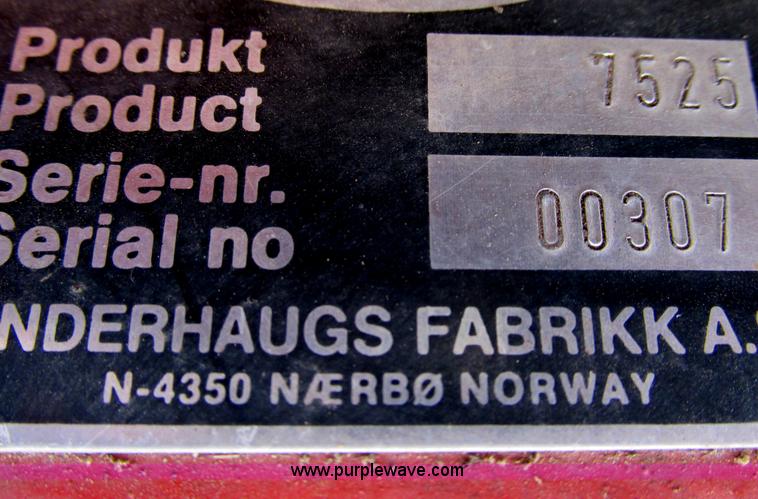 Produkt 7525
Product
Serie-nr. 00307
Serial no
NDERHAUGS FABRIKK A.
N-4350 NÆRBØ NORWAY
www.purplewave.com